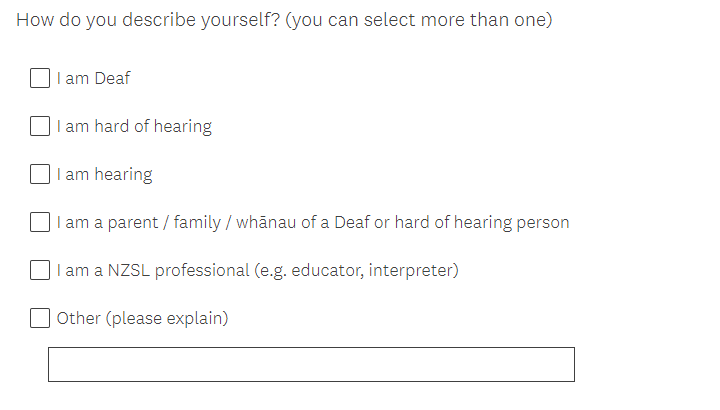 How do you describe yourself? (you can select more than one)
I am Deaf
I am hard of hearing
I am hearing
I am a parent / family / whānau of a Deaf or hard of hearing person
I am a NZSL professional (e.g. educator, interpreter)
Other (please explain)